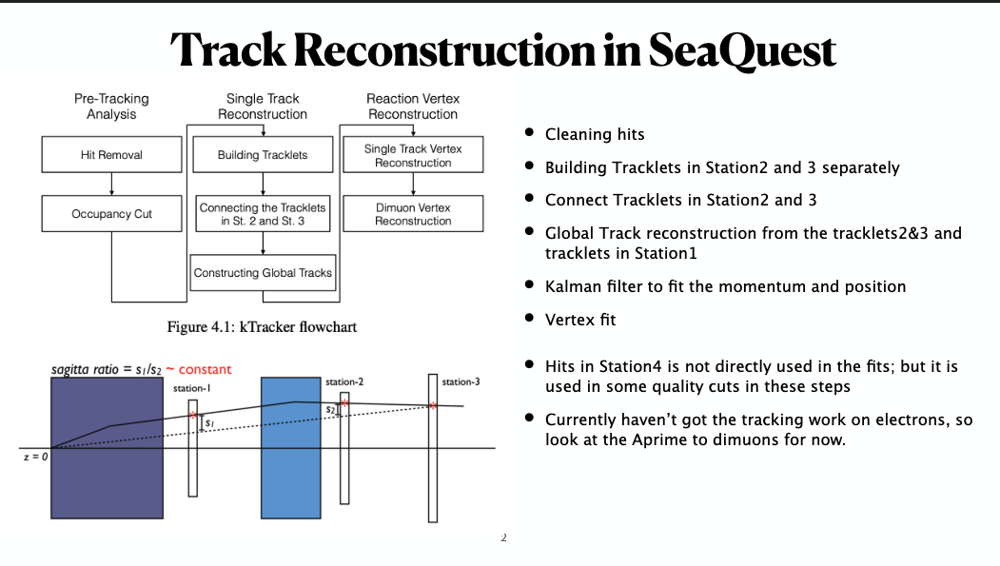 Track Reconstruction in SeaQuest
Pre-Tracking
Analysis
Hit Removal
Occupancy Cut
Single Track
Reconstruction
Building Tracklets
Connecting the Tracklets
in St. 2 and St. 3
Constructing Global Tracks
Reaction Vertex
Reconstruction
Single Track Vertex
Reconstruction
Dimuon Vertex
Reconstruction
Figure 4.1: kTracker flowchart
sagitta ratio = s1/s2 ~ constant
station-1
station-2
station-3
s1
s2
z = 0
• Cleaning hits
• Building Tracklets in Station2 and 3 separately
• Connect Tracklets in Station2 and 3
• Global Track reconstruction from the tracklets2&3 and
tracklets in Station1
• Kalman filter to fit the momentum and position
• Vertex fit
• Hits in Station4 is not directly used in the fits; but it is
used in some quality cuts in these steps
• Currently haven’t got the tracking work on electrons, so
look at the Aprime to dimuons for now.
2